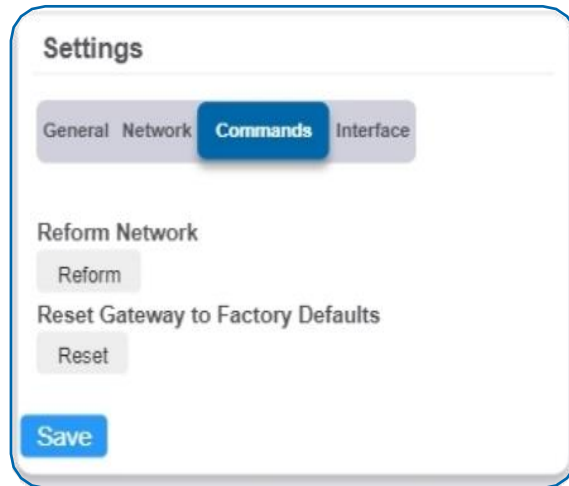 Settings
General Network Commands Interface
Reform Network
Reform
Reset Gateway to Factory Defaults
Reset
Save